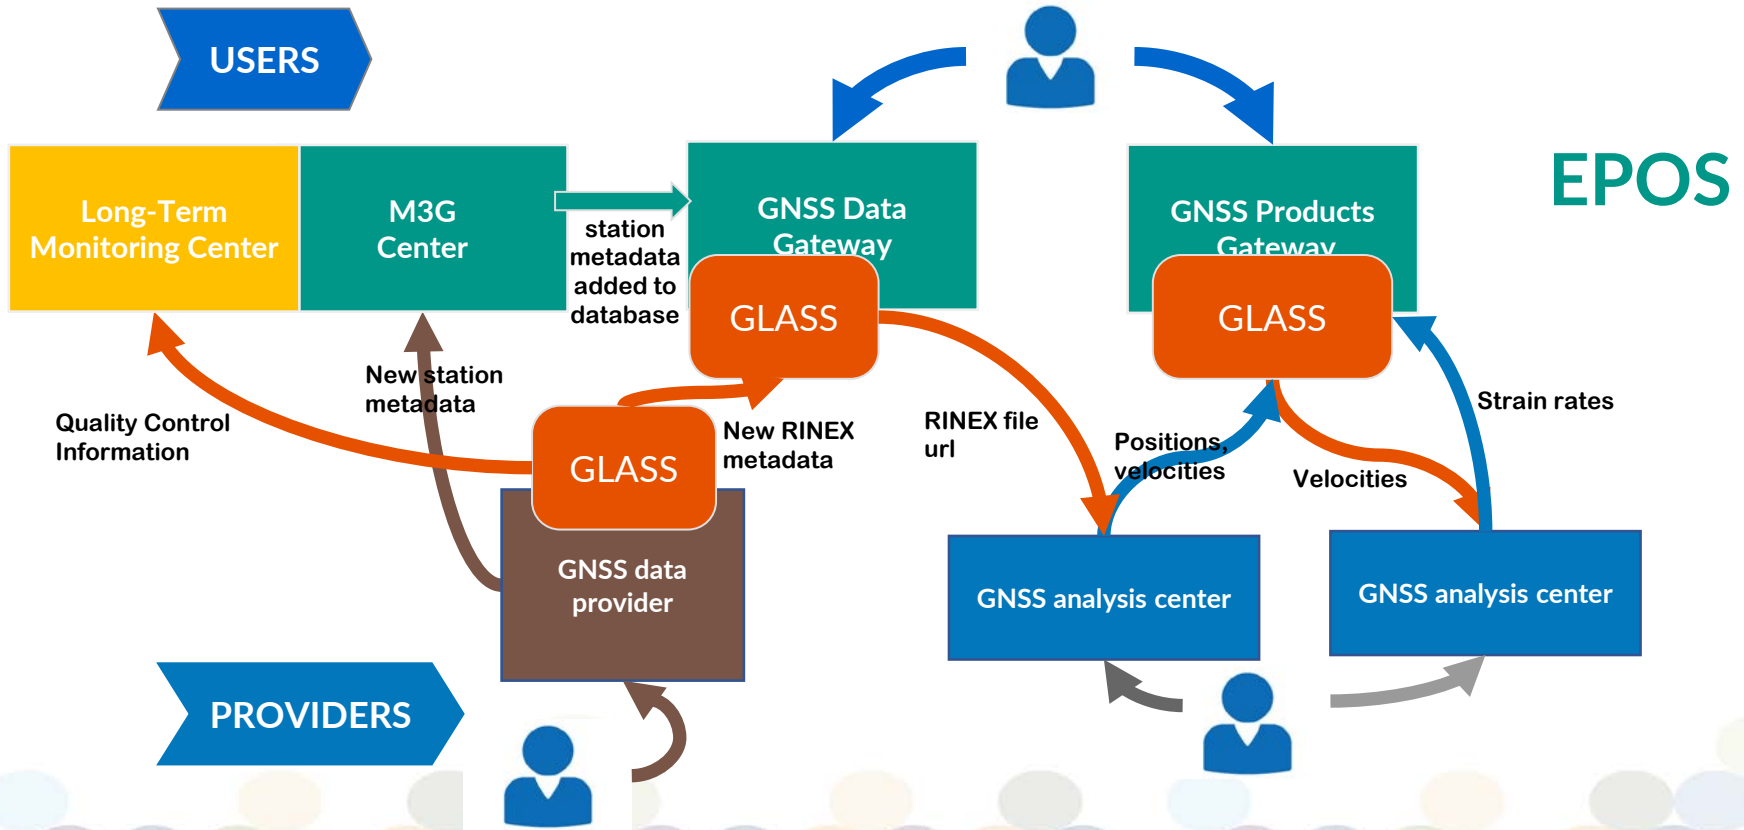 USERS
EPOS
Long-Term
Monitoring Center
M3G
Center
station
metadata
added to
database
GNSS Data
Gateway
GLASS
GNSS Products
Gateway
GLASS
New station
metadata
Quality Control
Information
GLASS
New RINEX
metadata
RINEX file
url
Positions,
velocities
Velocities
Strain rates
GNSS data
provider
GNSS analysis center
GNSS analysis center
PROVIDERS